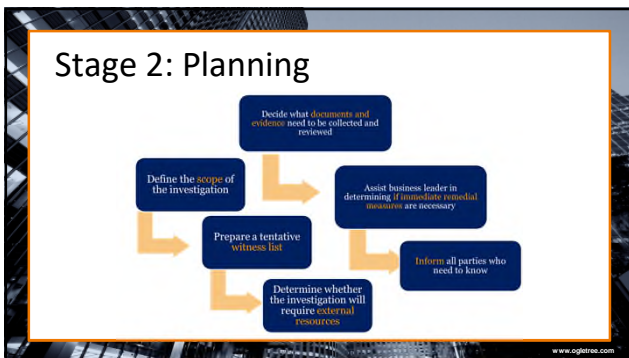 Stage 2: Planning
Decide what documents and
evidence need to be collected and
reviewed
Define the scope of
the investigation
Assist business leader in
determining if immediate remedial
measures are necessary
Prepare a tentative
witness list
Inform all parties who
need to know
Determine whether
the investigation will
require external
resources
www.ogletree.com